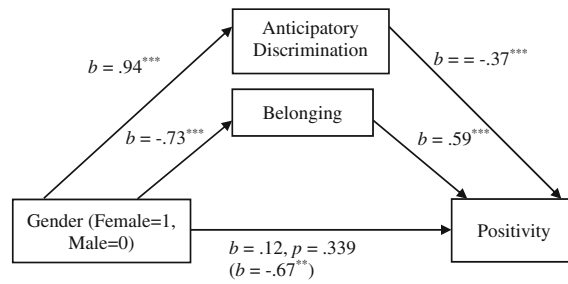 Anticipatory
Discrimination
b = .94***
b = = -.37***
Belonging
b = -.73***
b = .59***
Gender (Female=1,
Male=0)
Positivity
b = .12, p = .339
(b = -.67**)